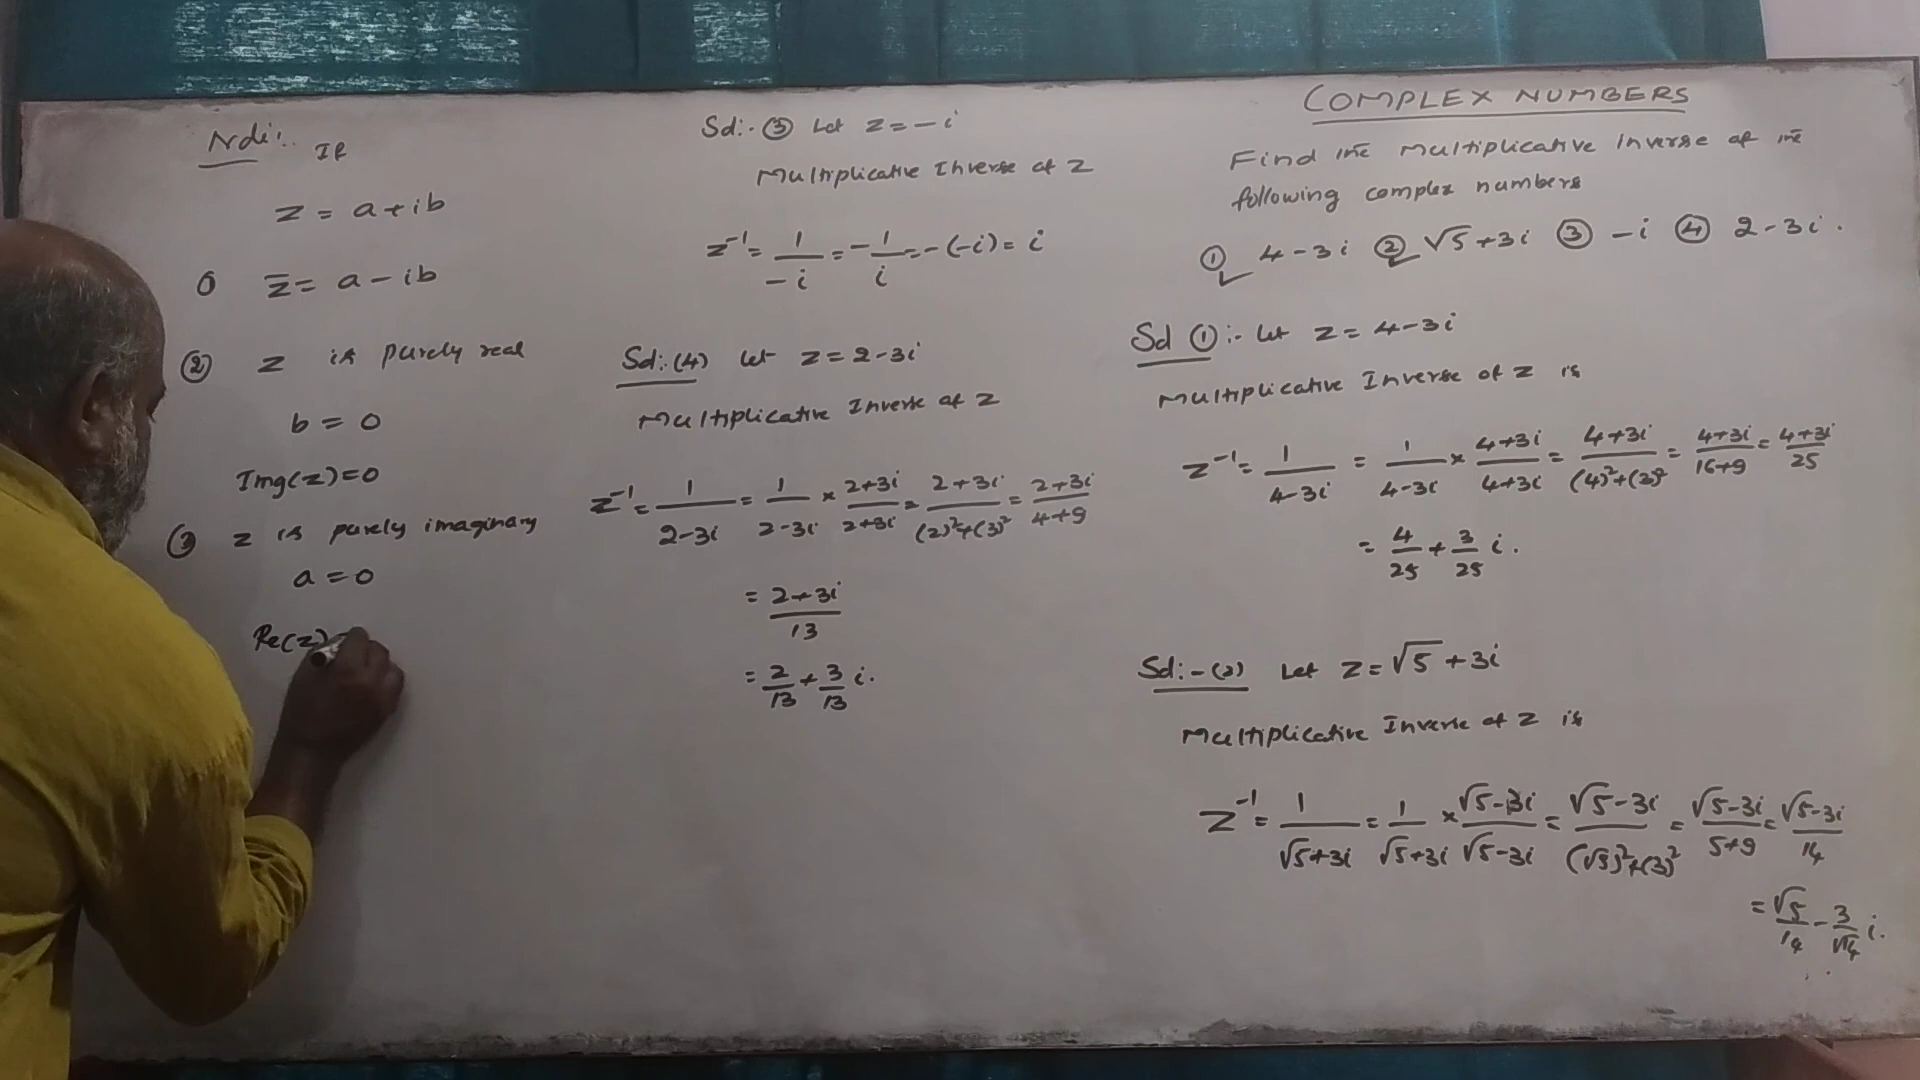 COMPLEX NUMBERS
Find the Multiplicative Inverse of the
following complex numbers
① 4-3i ② √5+3i ③ -i ④ 2-3i.
Sol ①:- Let z = 4-3i
Multiplicative Inverse of z is
z⁻¹ = 1/(4-3i) = 1/(4-3i) × (4+3i)/(4+3i) = (4+3i)/((4)²+(3)²) = (4+3i)/(16+9) = (4+3i)/25
= 4/25 + 3/25 i.
Sol:-(2) Let z = √5+3i
Multiplicative Inverse of z is
z⁻¹ = 1/(√5+3i) = 1/(√5+3i) × (√5-3i)/(√5-3i) = (√5-3i)/((√5)²+(3)²) = (√5-3i)/(5+9) = (√5-3i)/14
= √5/14 - 3/14 i.
Sol:- ③ Let z = -i
Multiplicative Inverse of z
z⁻¹ = 1/-i = -1/i = -(-i) = i
Sol:(4) Let z = 2-3i
Multiplicative Inverse of z
z⁻¹ = 1/(2-3i) = 1/(2-3i) × (2+3i)/(2+3i) = (2+3i)/((2)²+(3)²) = (2+3i)/(4+9)
= (2+3i)/13
= 2/13 + 3/13 i.
Note:-
If
z = a+ib
① z̄ = a-ib
② z is purely real
b = 0
Img(z)=0
③ z is purely imaginary
a = 0
Re(z)=